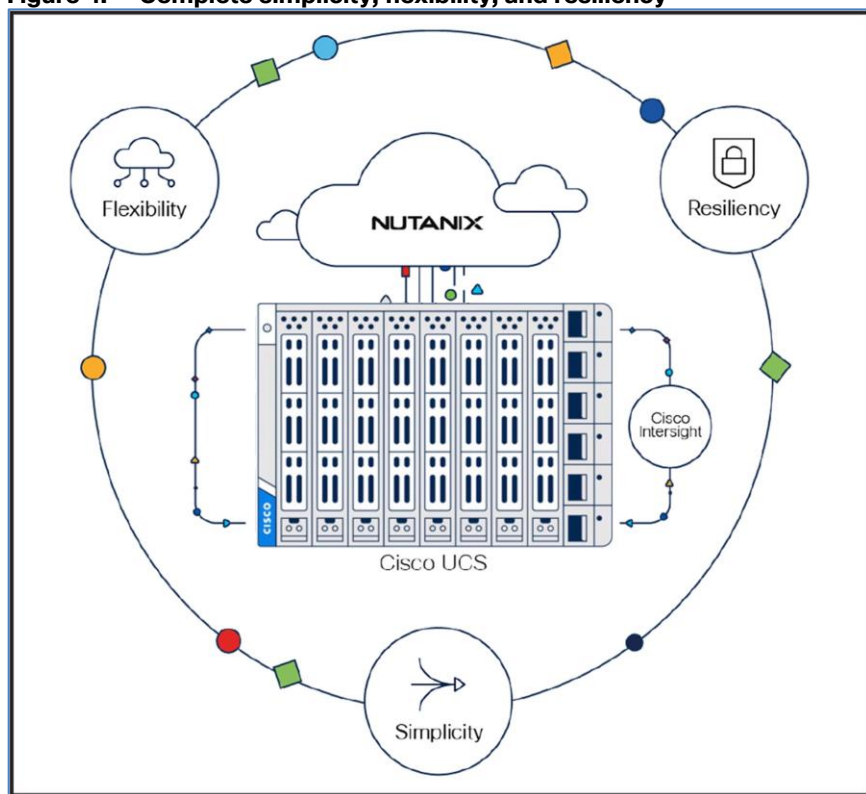 Complete simplicity, flexibility, and resiliency
Flexibility
Resiliency
NUTANIX
Cisco
Intersight
CISCO
Cisco UCS
Simplicity